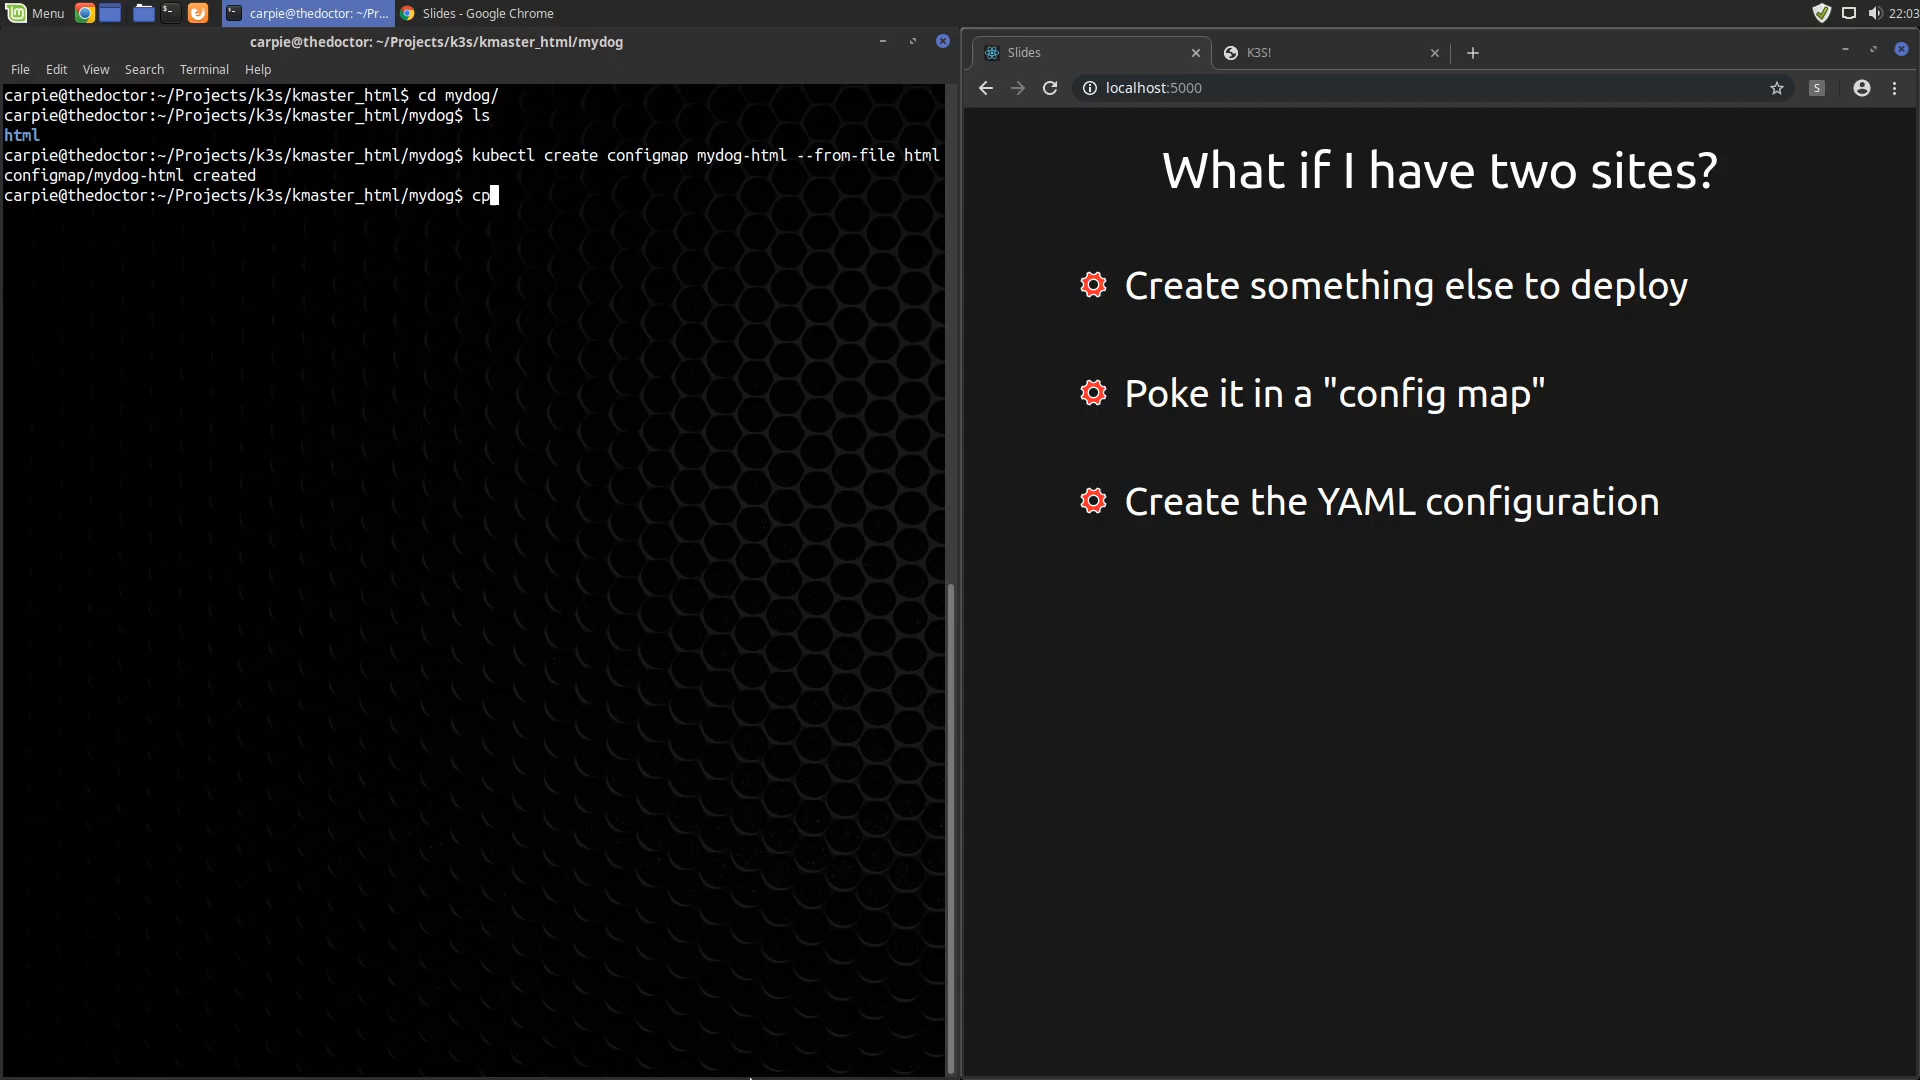 Menu
carpie@thedoctor: ~/Pr...
Slides - Google Chrome
22:03
carpie@thedoctor: ~/Projects/k3s/kmaster_html/mydog
File Edit View Search Terminal Help
carpie@thedoctor:~/Projects/k3s/kmaster_html$ cd mydog/
carpie@thedoctor:~/Projects/k3s/kmaster_html/mydog$ ls
html
carpie@thedoctor:~/Projects/k3s/kmaster_html/mydog$ kubectl create configmap mydog-html --from-file html
configmap/mydog-html created
carpie@thedoctor:~/Projects/k3s/kmaster_html/mydog$ cp
Slides
K3S!
localhost:5000
S
What if I have two sites?
Create something else to deploy
Poke it in a "config map"
Create the YAML configuration